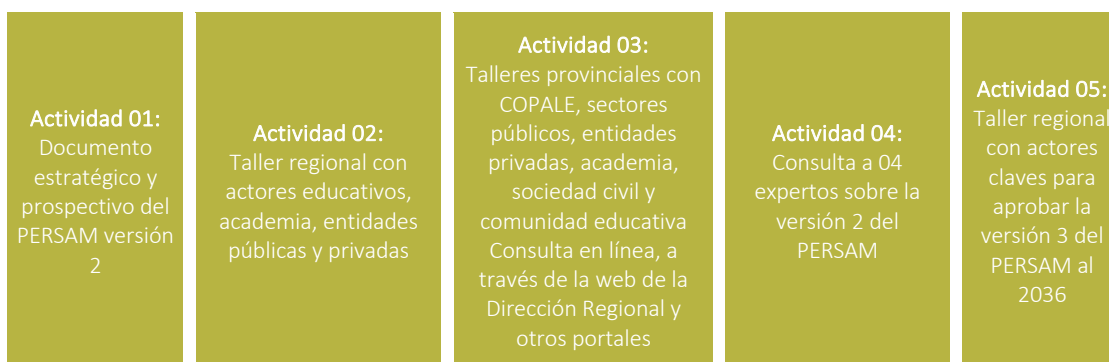 Actividad 01:
Documento
estratégico y
prospectivo del
PERSAM versión
2
Actividad 02:
Taller regional con
actores educativos,
academia, entidades
públicas y privadas
Actividad 03:
Talleres provinciales con
COPALE, sectores
públicos, entidades
privadas, academia,
sociedad civil y
comunidad educativa
Consulta en línea, a
través de la web de la
Dirección Regional y
otros portales
Actividad 04:
Consulta a 04
expertos sobre la
versión 2 del
PERSAM
Actividad 05:
Taller regional
con actores
claves para
aprobar la
versión 3 del
PERSAM al
2036